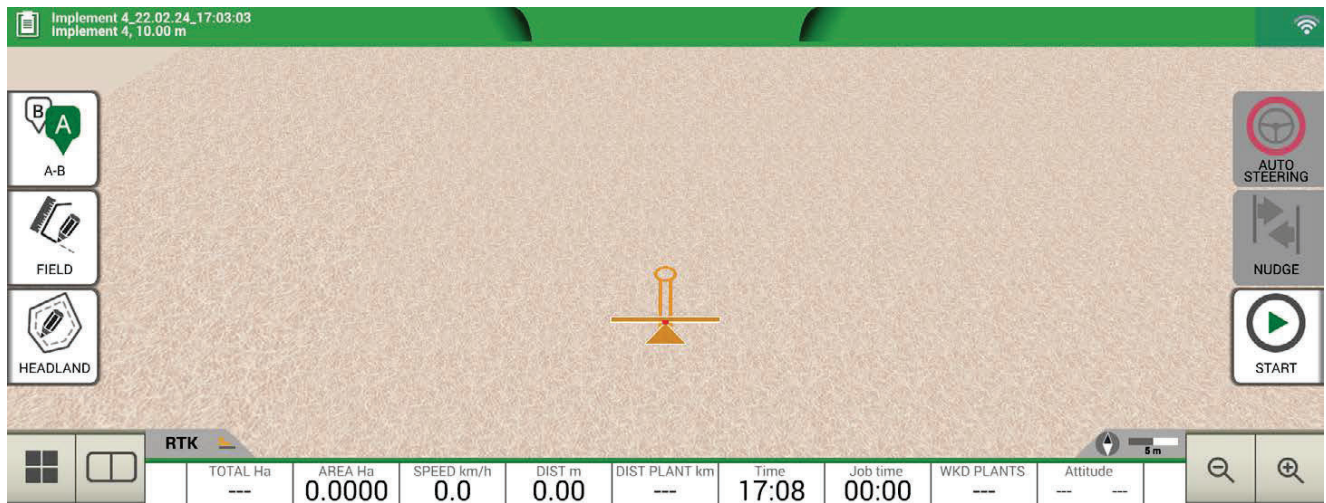 Implement 4_22.02.24_17:03:03
Implement 4, 10.00 m
B
A
A-B
FIELD
HEADLAND
AUTO
STEERING
NUDGE
START
RTK
5 m
TOTAL Ha
---
AREA Ha
0.0000
SPEED km/h
0.0
DIST m
0.00
DIST PLANT km
---
Time
17:08
Job time
00:00
WKD PLANTS
---
Attitude
--- ---